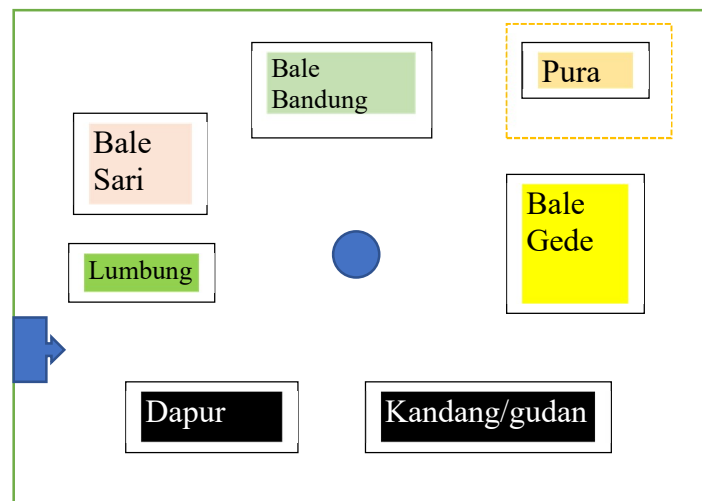 Bale
Bandung
Pura
Bale
Sari
Bale
Gede
Lumbung
Dapur
Kandang/gudan